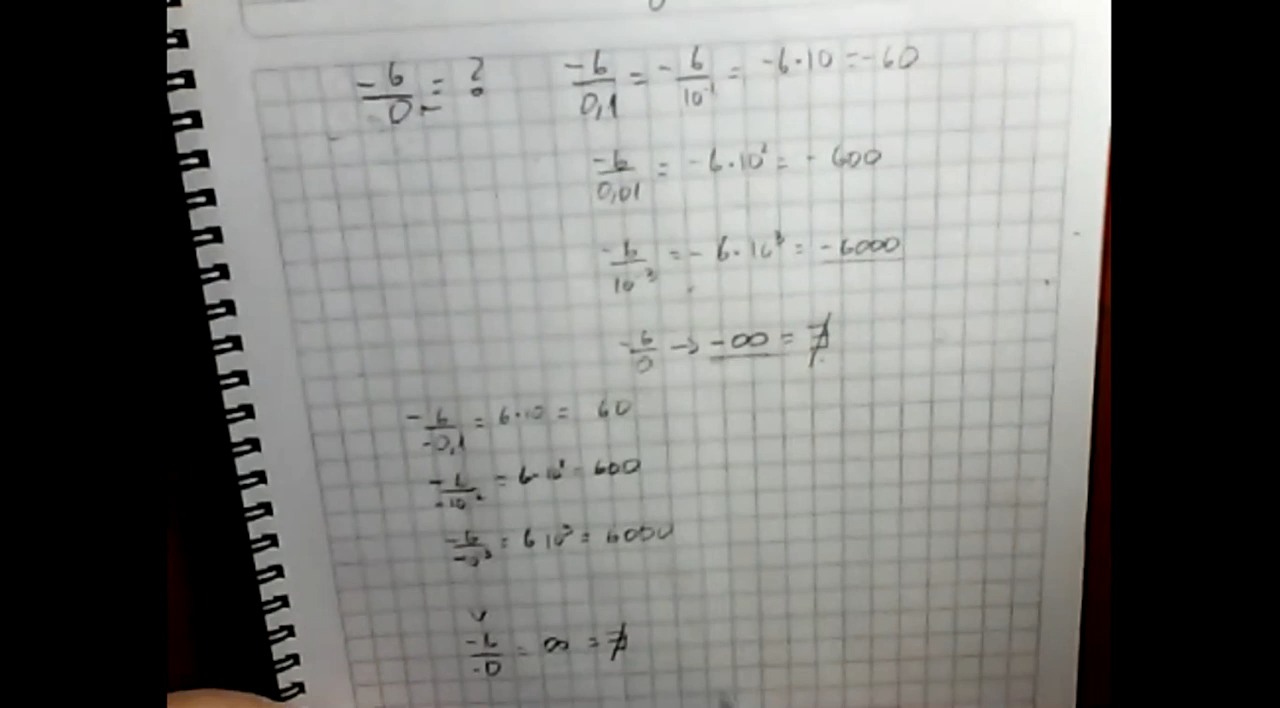 -6/0 = ? -6/0,1 = -6/10⁻¹ = -6·10 = -60
-6/0,01 = -6·10² = -600
-6/10⁻³ = -6·10³ = -6000
-6/0 → -∞ = ∄
-6/-0,1 = 6·10 = 60
-6/-10⁻² = 6·10² = 600
-6/-10⁻³ = 6·10³ = 6000
-6/-0 = ∞ = ∄